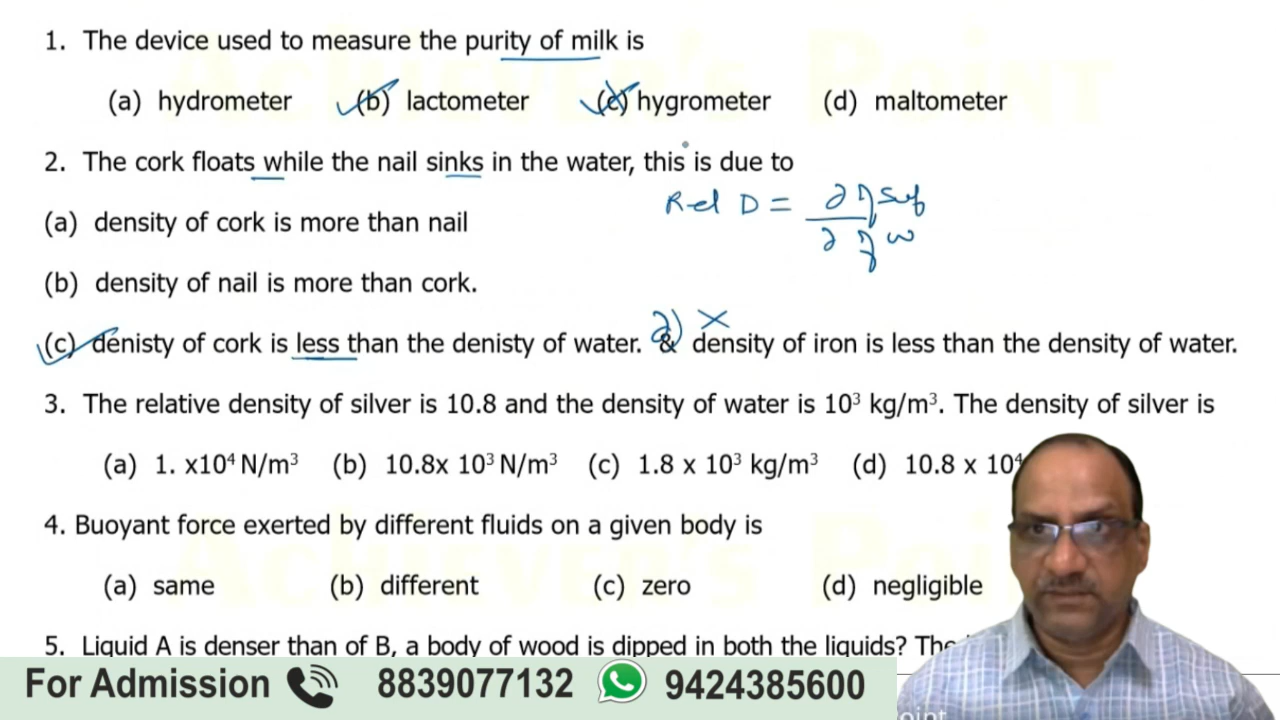 1. The device used to measure the purity of milk is
(a) hydrometer (b) lactometer (c) hygrometer (d) maltometer
2. The cork floats while the nail sinks in the water, this is due to
Rel D =
(a) density of cork is more than nail
(b) density of nail is more than cork.
(c) denisty of cork is less than the denisty of water. & density of iron is less than the density of water.
3. The relative density of silver is 10.8 and the density of water is 10³ kg/m³. The density of silver is
(a) 1. x10⁴ N/m³ (b) 10.8x 10³ N/m³ (c) 1.8 x 10³ kg/m³ (d) 10.8 x 10⁴
4. Buoyant force exerted by different fluids on a given body is
(a) same (b) different (c) zero (d) negligible
5. Liquid A is denser than of B, a body of wood is dipped in both the liquids? The
For Admission 8839077132 9424385600
ACHIEVER'S POINT